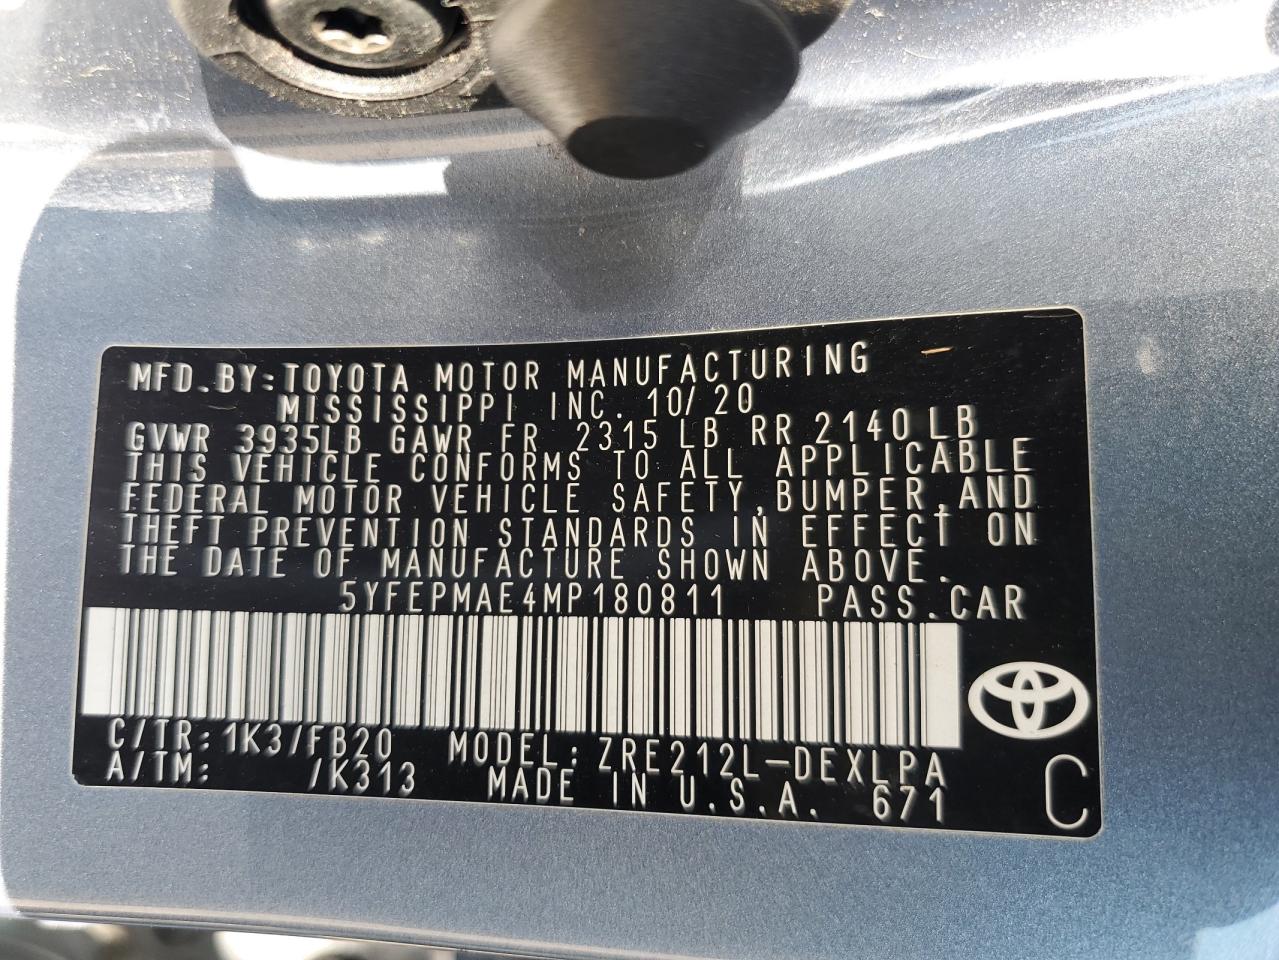 MFD.BY:TOYOTA MOTOR MANUFACTURING
MISSISSIPPI INC. 10/20
GVWR 3935LB GAWR FR 2315 LB RR 2140 LB
THIS VEHICLE CONFORMS TO ALL APPLICABLE
FEDERAL MOTOR VEHICLE SAFETY,BUMPER,AND
THEFT PREVENTION STANDARDS IN EFFECT ON
THE DATE OF MANUFACTURE SHOWN ABOVE.
5YFEPMAE4MP180811 PASS.CAR
C/TR:1K3/FB20 MODEL:ZRE212L-DEXLPA
A/TM: /K313 MADE IN U.S.A. 671 C